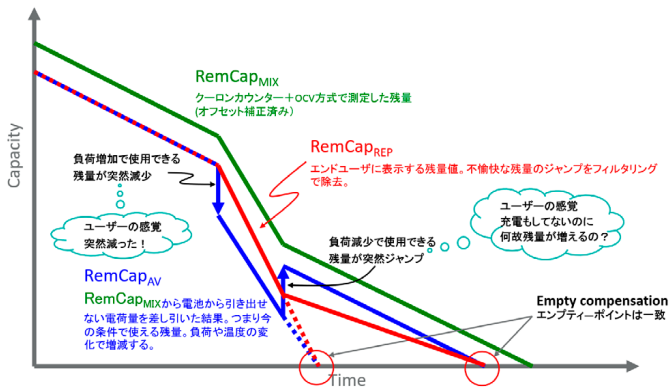 Capacity
RemCapMIX
クーロンカウンター＋OCV方式で測定した残量
(オフセット補正済み)
RemCapREP
エンドユーザに表示する残量値。不愉快な残量のジャンプをフィルタリング
で除去。
負荷増加で使用できる
残量が突然減少
ユーザーの感覚
突然減った！
ユーザーの感覚
充電もしてないのに
何故残量が増えるの？
負荷減少で使用できる
残量が突然ジャンプ
RemCapAV
RemCapMIXから電池から引き出せ
ない電荷量を差し引いた結果。つまり今
の条件で使える残量。負荷や温度の変
化で増減する。
Empty compensation
エンプティーポイントは一致
Time